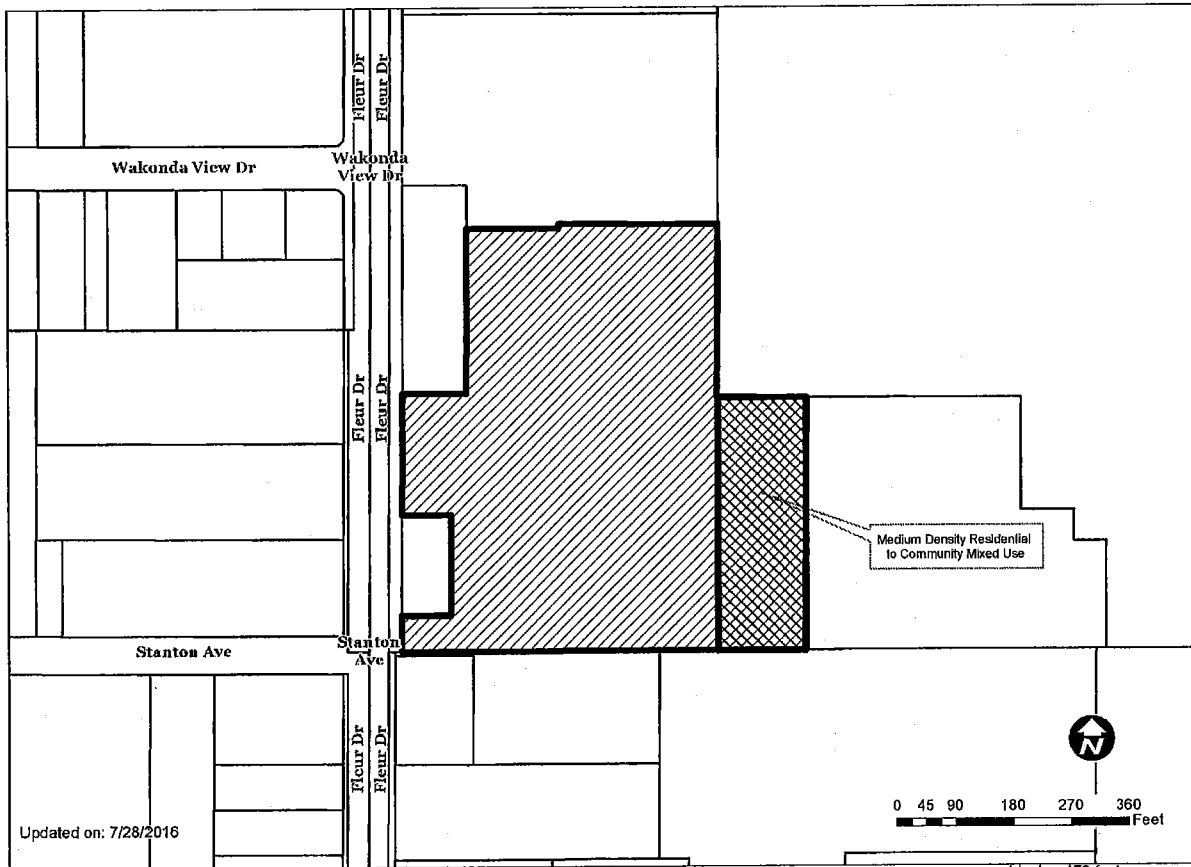 Fleur Dr
Fleur Dr
Wakonda View Dr
Wakonda
View Dr
Fleur Dr
Fleur Dr
Medium Density Residential
to Community Mixed Use
Stanton Ave
Stanton
Ave
Fleur Dr
Fleur Dr
N
0 45 90 180 270 360
Feet
Updated on: 7/28/2016